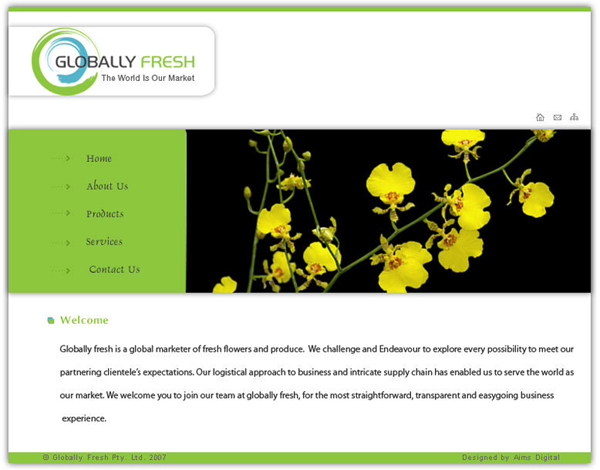 GLOBALLY FRESH
The World Is Our Market
Home
About Us
Products
Services
Contact Us
Welcome
Globally fresh is a global marketer of fresh flowers and produce. We challenge and Endeavour to explore every possibility to meet our
partnering clientele's expectations. Our logistical approach to business and intricate supply chain has enabled us to serve the world as
our market. We welcome you to join our team at globally fresh, for the most straightforward, transparent and easygoing business
experience.
© Globally Fresh Pty. Ltd. 2007
Designed by Aims Digital